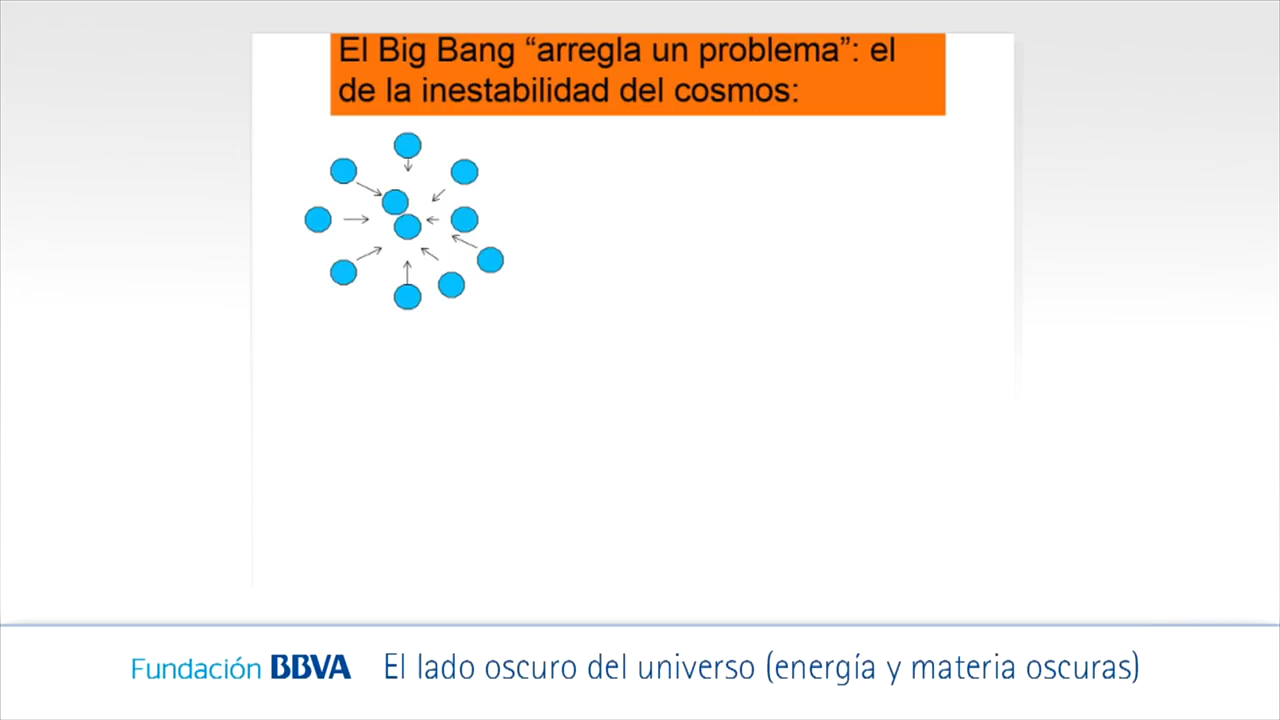 El Big Bang “arregla un problema”: el
de la inestabilidad del cosmos:
Fundación BBVA El lado oscuro del universo (energía y materia oscuras)